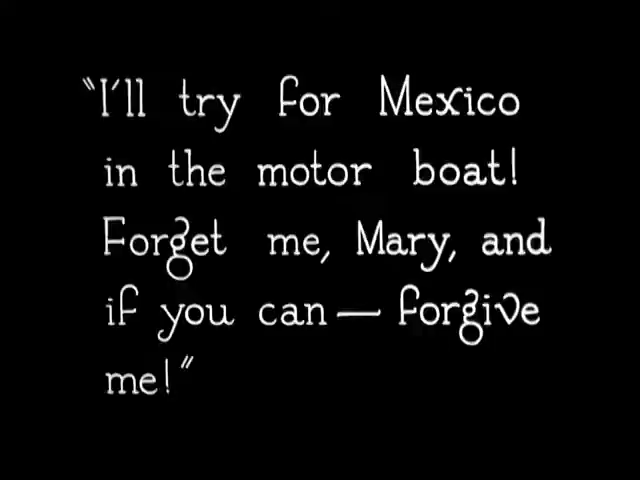 “I'll try for Mexico
in the motor boat!
Forget me, Mary, and
if you can — forgive
me!”